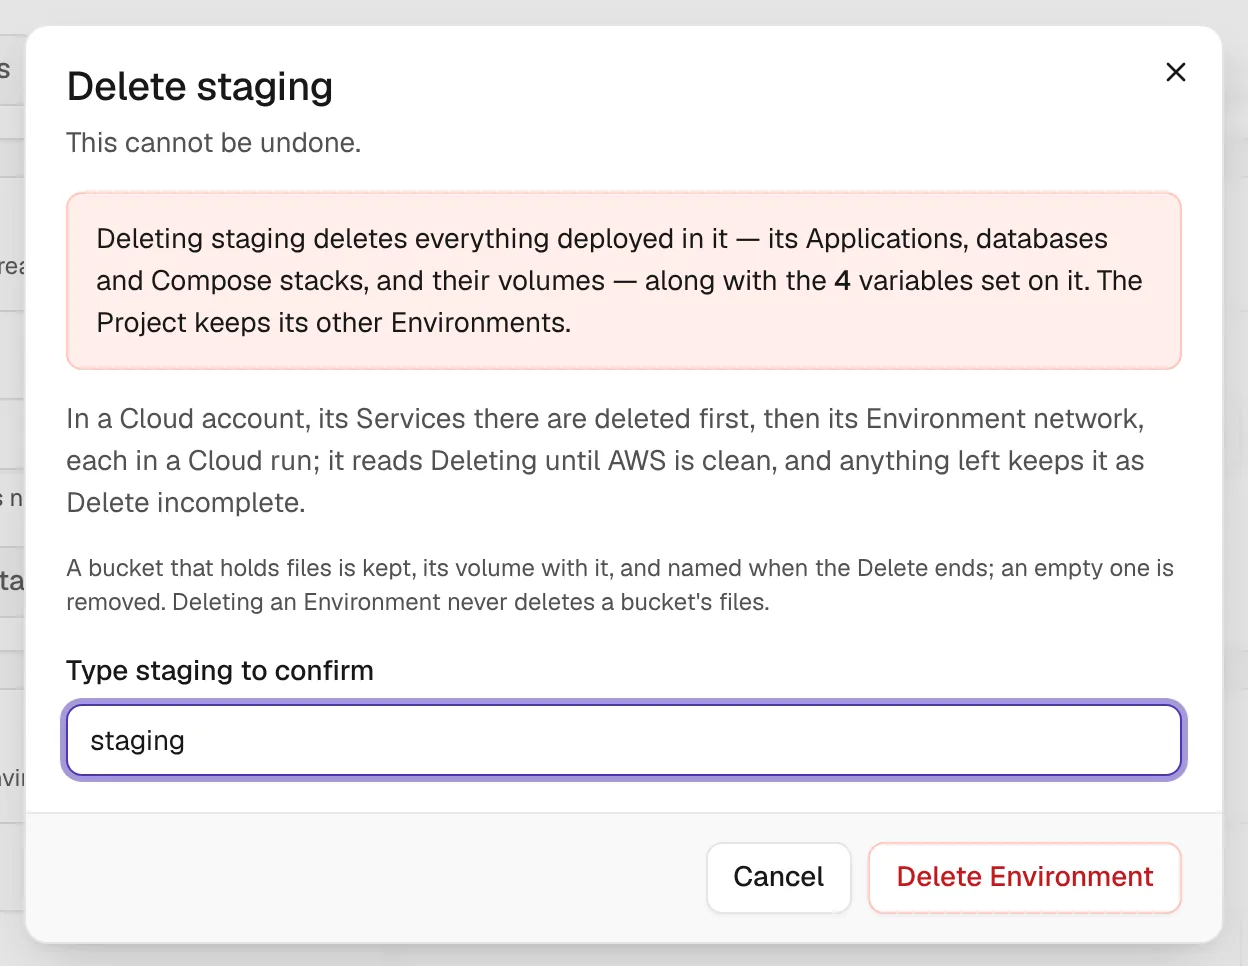 Delete staging
This cannot be undone.
Deleting staging deletes everything deployed in it — its Applications, databases
and Compose stacks, and their volumes — along with the 4 variables set on it. The
Project keeps its other Environments.
In a Cloud account, its Services there are deleted first, then its Environment network,
each in a Cloud run; it reads Deleting until AWS is clean, and anything left keeps it as
Delete incomplete.
A bucket that holds files is kept, its volume with it, and named when the Delete ends; an empty one is
removed. Deleting an Environment never deletes a bucket's files.
Type staging to confirm
staging
Cancel
Delete Environment